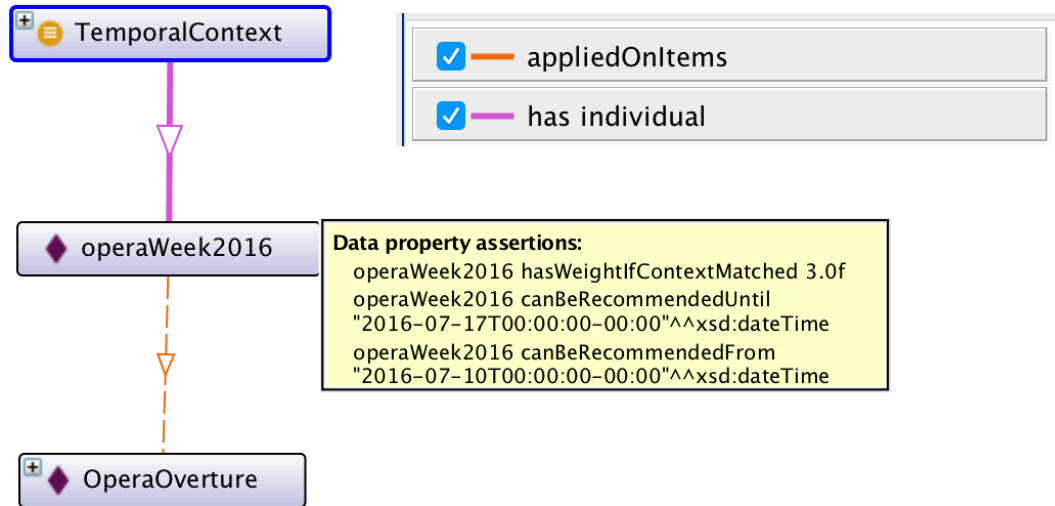 TemporalContext
appliedOnItems
has individual
operaWeek2016
Data property assertions:
operaWeek2016 hasWeightIfContextMatched 3.0f
operaWeek2016 canBeRecommendedUntil
"2016-07-17T00:00:00-00:00"^^xsd:dateTime
operaWeek2016 canBeRecommendedFrom
"2016-07-10T00:00:00-00:00"^^xsd:dateTime
OperaOverture